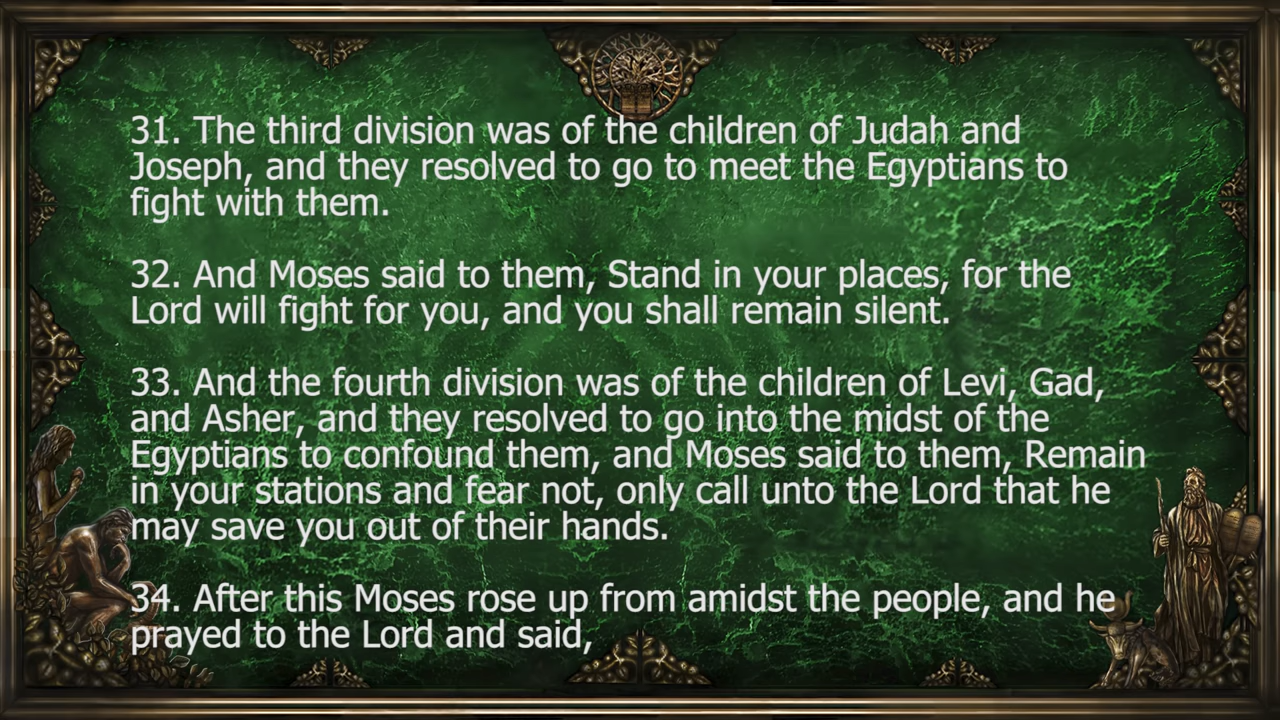 31. The third division was of the children of Judah and
Joseph, and they resolved to go to meet the Egyptians to
fight with them.
32. And Moses said to them, Stand in your places, for the
Lord will fight for you, and you shall remain silent.
33. And the fourth division was of the children of Levi, Gad,
and Asher, and they resolved to go into the midst of the
Egyptians to confound them, and Moses said to them, Remain
in your stations and fear not, only call unto the Lord that he
may save you out of their hands.
34. After this Moses rose up from amidst the people, and he
prayed to the Lord and said,